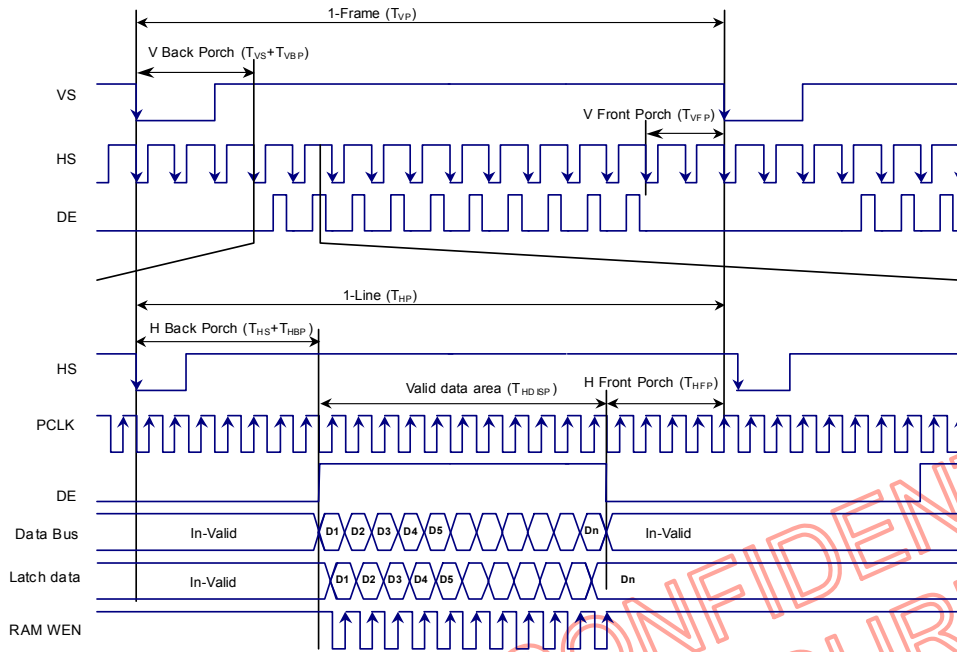 1-Frame (TVP)
V Back Porch (TVS+TVBP)
VS
V Front Porch (TVFP)
HS
DE
1-Line (THP)
H Back Porch (THS+THBP)
HS
Valid data area (THDISP)
H Front Porch (THFP)
PCLK
DE
Data Bus
In-Valid
D1
D2
D3
D4
D5
Dn
In-Valid
Latch data
In-Valid
D1
D2
D3
D4
D5
Dn
RAM WEN